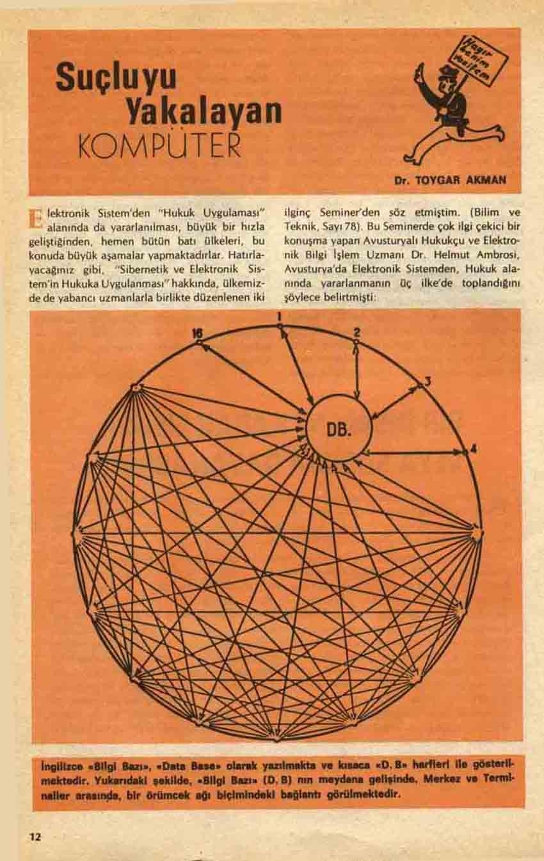 Suçluyu
Yakalayan
KOMPÜTER
Hayır
benim
vazifem
Dr. TOYGAR AKMAN
Elektronik Sistem'den "Hukuk Uygulaması"
alanında da yararlanılması, büyük bir hızla
geliştiğinden, hemen bütün batı ülkeleri, bu
konuda büyük aşamalar yapmaktadırlar. Hatırla-
yacağınız gibi, "Sibernetik ve Elektronik Sis-
tem'in Hukuka Uygulanması" hakkında, ülkemiz-
de de yabancı uzmanlarla birlikte düzenlenen iki
ilginç Seminer'den söz etmiştim. (Bilim ve
Teknik, Sayı 78). Bu Seminerde çok ilgi çekici bir
konuşma yapan Avusturyalı Hukukçu ve Elektro-
nik Bilgi İşlem Uzmanı Dr. Helmut Ambrosi,
Avusturya'da Elektronik Sistemden, Hukuk ala-
nında yararlanmanın üç ilke'de toplandığını
şöylece belirtmişti:
16
1
2
3
4
DB.
İngilizce «Bilgi Bazı», «Data Base» olarak yazılmakta ve kısaca «D. B» harfleri ile gösteril-
mektedir. Yukarıdaki şekilde, «Bilgi Bazı» (D. B) nın meydana gelişinde, Merkez ve Termi-
naller arasında, bir örümcek ağı biçimindeki bağlantı görülmektedir.
12